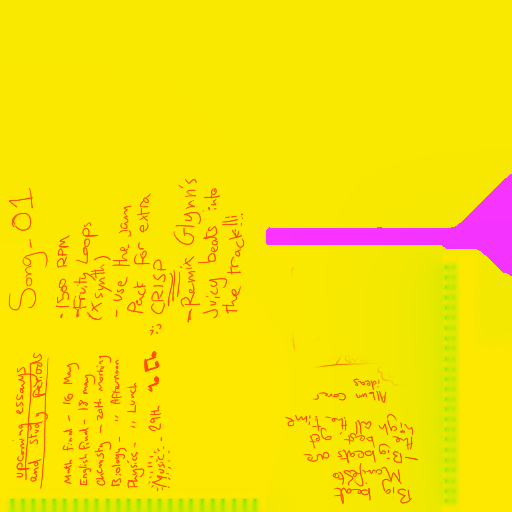 Song - 01
- 1500 RPM
- Fruity Loops
(X synth)
- Use the Jam
Pack for extra
CRISP
- Remix Glynn's
juicy beats into
the track!!!
upcoming essays
and study periods
Math Final - 16 May
English Final - 18 may
Chemistry - 20th morning
Biology - " Afternoon
Physics - " Lunch
Music - 29th
Big beat
Manifesto
! Big beats are
the best, get
high all the time
Album Cover
ideas